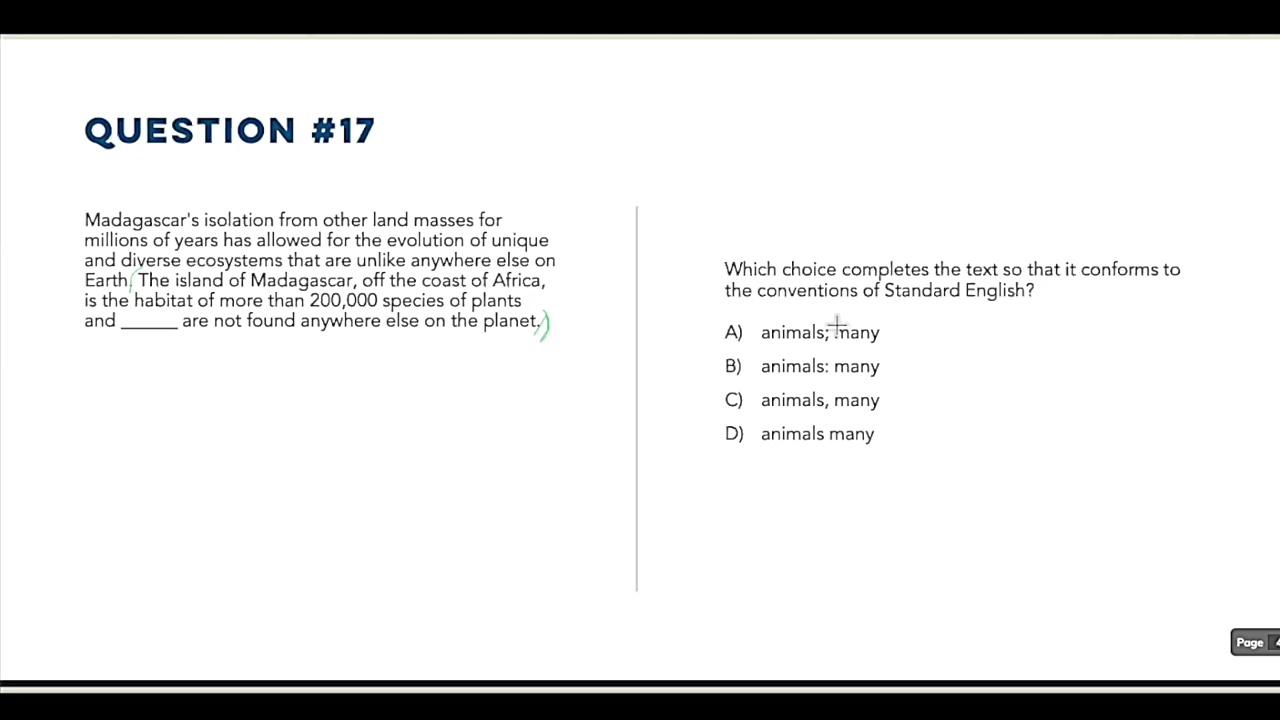 QUESTION #17
Madagascar's isolation from other land masses for
millions of years has allowed for the evolution of unique
and diverse ecosystems that are unlike anywhere else on
Earth. The island of Madagascar, off the coast of Africa,
is the habitat of more than 200,000 species of plants
and ______ are not found anywhere else on the planet.
Which choice completes the text so that it conforms to
the conventions of Standard English?
A) animals; many
B) animals: many
C) animals, many
D) animals many
Page 4